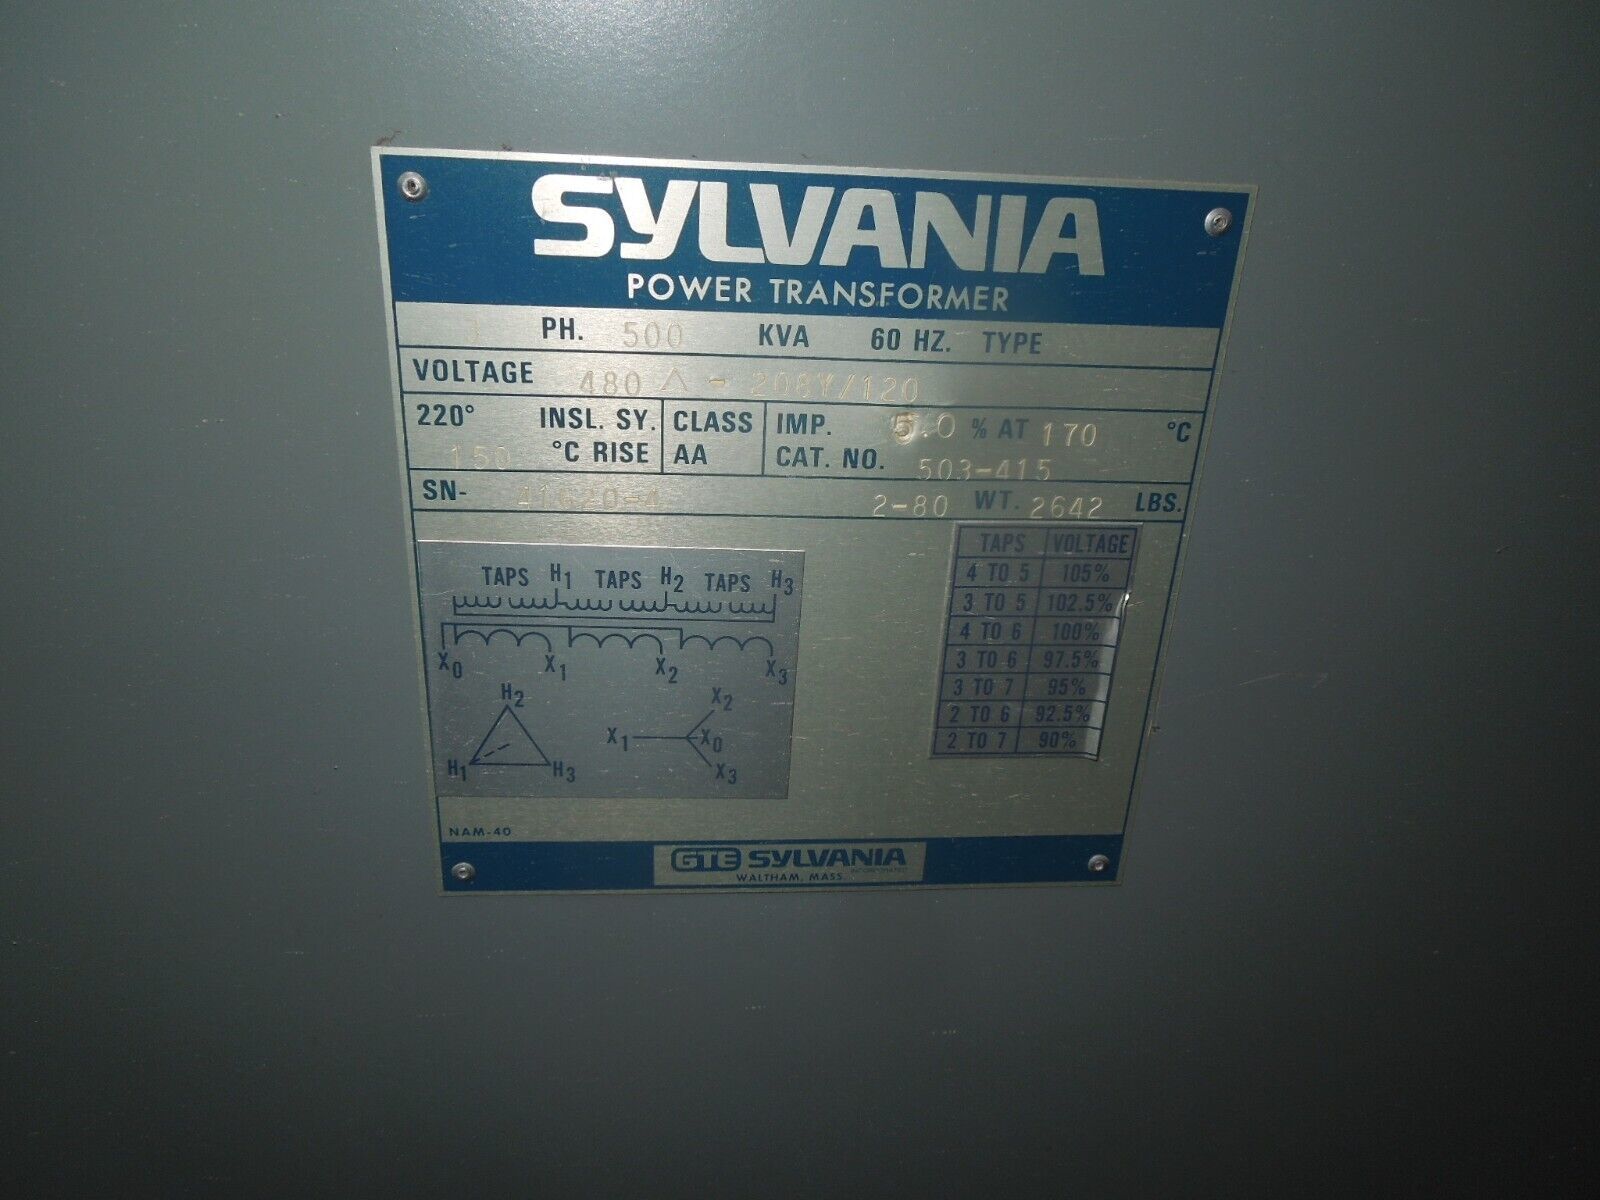 SYLVANIA
POWER TRANSFORMER
PH. 500 KVA 60 HZ. TYPE
VOLTAGE 480 △ - 208Y/120
220° INSL. SY. CLASS IMP. 5.0 % AT 170 °C
150 °C RISE AA CAT. NO. 503-415
SN- 2-80 WT. 2642 LBS.
TAPS VOLTAGE
4 TO 5 105%
3 TO 5 102.5%
4 TO 6 100%
3 TO 6 97.5%
3 TO 7 95%
2 TO 6 92.5%
2 TO 7 90%
TAPS H1 TAPS H2 TAPS H3
X0 X1 X2 X3
H2
H1 H3
X2
X1 X0
X3
NAM-40
GTE SYLVANIA
INCORPORATED
WALTHAM, MASS.